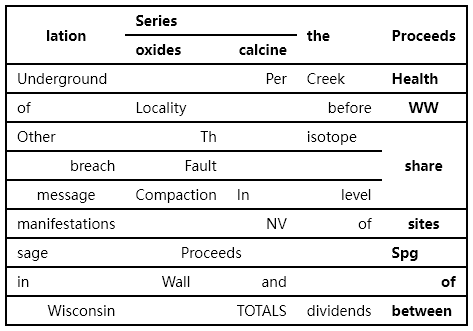 lation Series the Proceeds
oxides calcine
Underground Per Creek Health
of Locality before WW
Other Th isotope share
breach Fault
message Compaction In level
manifestations NV of sites
sage Proceeds Spg
in Wall and of
Wisconsin TOTALS dividends between